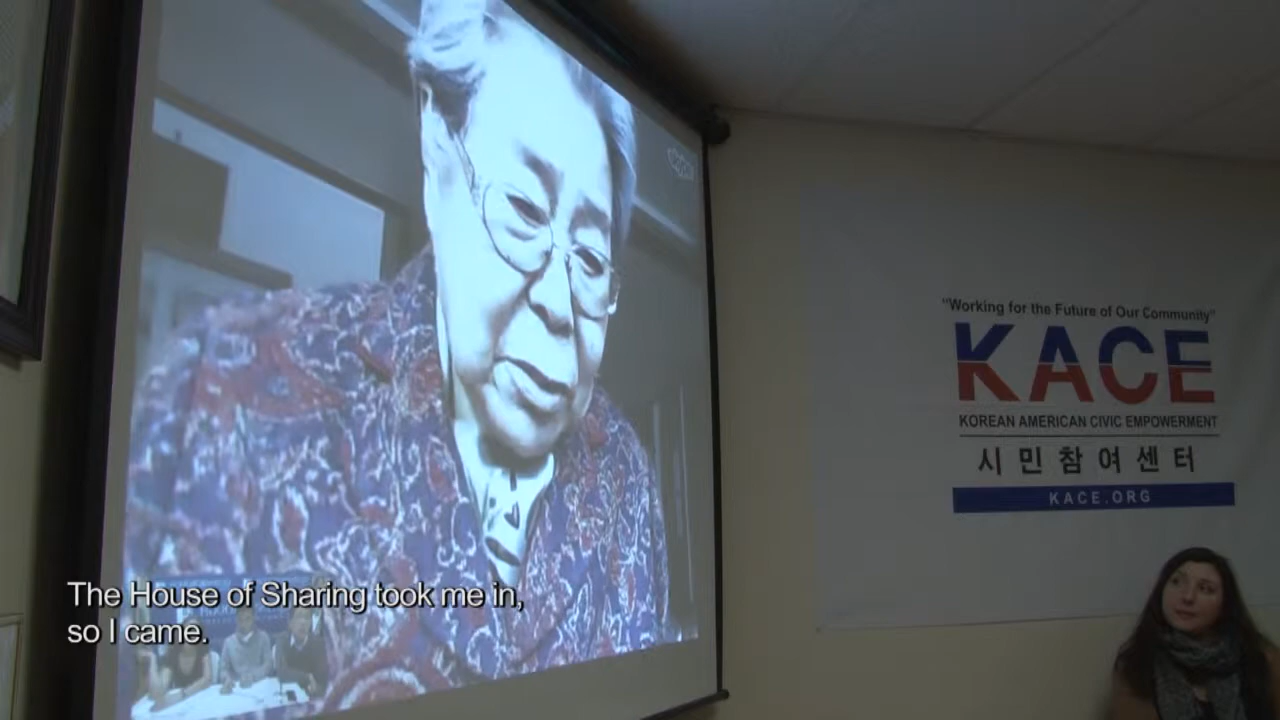 "Working for the Future of Our Community"
KACE
KOREAN AMERICAN CIVIC EMPOWERMENT
시민참여센터
KACE.ORG
The House of Sharing took me in,
so I came.